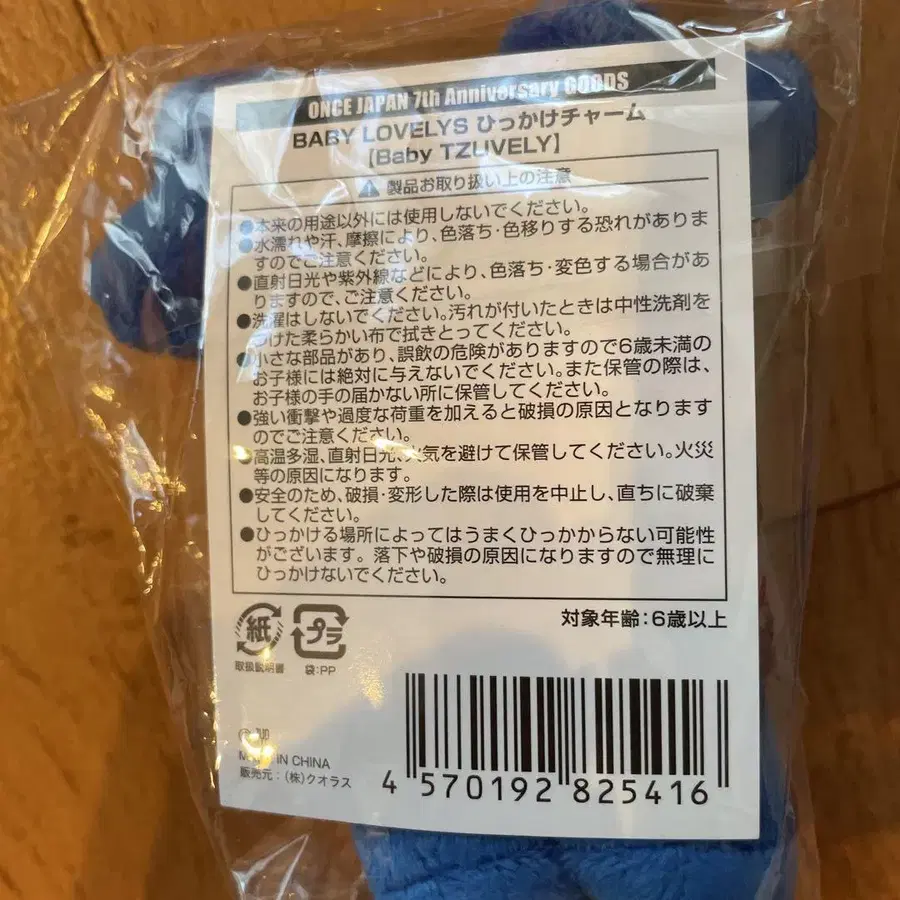 ONCE JAPAN 7th Anniversary GOODS
BABY LOVELYS ひっかけチャーム
【Baby TZUVELY】
製品お取り扱い上の注意
●本来の用途以外には使用しないでください。
●水濡れや汗、摩擦により、色落ち・色移りする恐れがありま
すのでご注意ください。
●直射日光や紫外線などにより、色落ち・変色する場合があ
りますので、ご注意ください。
●洗濯はしないでください。汚れが付いたときは中性洗剤を
つけた柔らかい布で拭きとってください。
●小さな部品があり、誤飲の危険がありますので6歳未満の
お子様には絶対に与えないでください。また保管の際は、
お子様の手の届かない所に保管してください。
●強い衝撃や過度な荷重を加えると破損の原因となります
のでご注意ください。
●高温多湿、直射日光、火気を避けて保管してください。火災
等の原因になります。
●安全のため、破損・変形した際は使用を中止し、直ちに破棄
してください。
●ひっかける場所によってはうまくひっかからない可能性
がございます。落下や破損の原因になりますので無理に
ひっかけないでください。
対象年齢：6歳以上
紙 プラ
取扱説明書 袋：PP
MADE IN CHINA
販売元：（株）クオラス
4 570192 825416